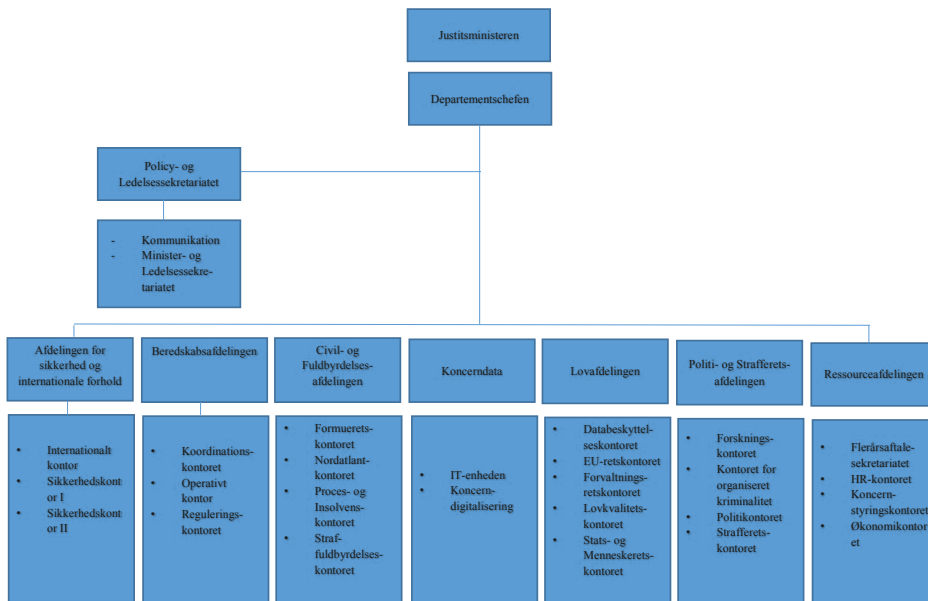 Justitsministeren
Departementschefen
Policy- og
Ledelsessekretariatet
- Kommunikation
- Minister- og
Ledelsessekre-
tariatet
Afdelingen for
sikkerhed og
internationale forhold
• Internationalt
kontor
• Sikkerhedskont
or I
• Sikkerhedskont
or II
Beredskabsafdelingen
• Koordinations-
kontoret
• Operativt
kontor
• Regulerings-
kontoret
Civil- og
Fuldbyrdelses-
afdelingen
• Formuerets-
kontoret
• Nordatlant-
kontoret
• Proces- og
Insolvens-
kontoret
• Straf-
fuldbyrdelses-
kontoret
Koncerndata
• IT-enheden
• Koncern-
digitalisering
Lovafdelingen
• Databeskyttel-
seskontoret
• EU-retskontoret
• Forvaltnings-
retskontoret
• Lovkvalitets-
kontoret
• Stats- og
Menneskerets-
kontoret
Politi- og Strafferets-
afdelingen
• Forsknings-
kontoret
• Kontoret for
organiseret
kriminalitet
• Politikontoret
• Strafferets-
kontoret
Ressourceafdelingen
• Flerårsaftale-
sekretariatet
• HR-kontoret
• Koncern-
styringskontoret
• Økonomikontor
et